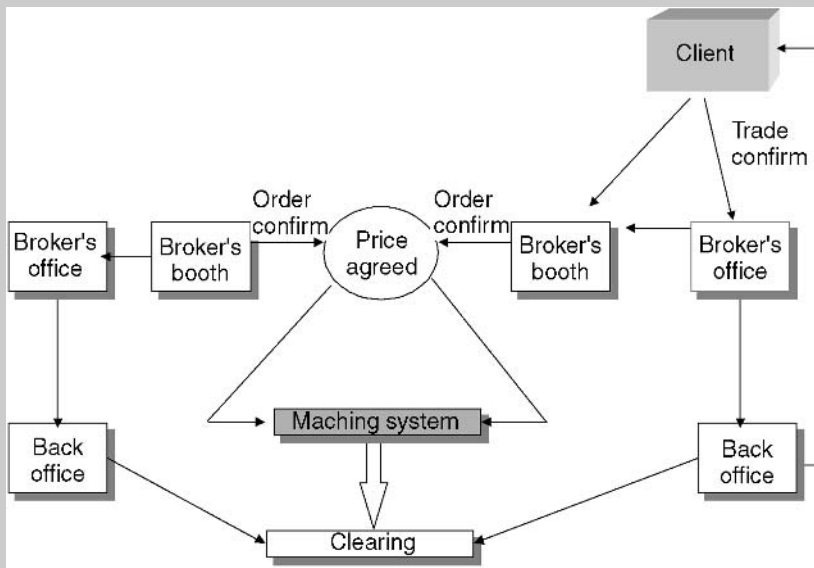 Client
Trade
confirm
Order
confirm
Order
confirm
Broker's
office
Broker's
booth
Price
agreed
Broker's
booth
Broker's
office
Maching system
Back
office
Back
office
Clearing